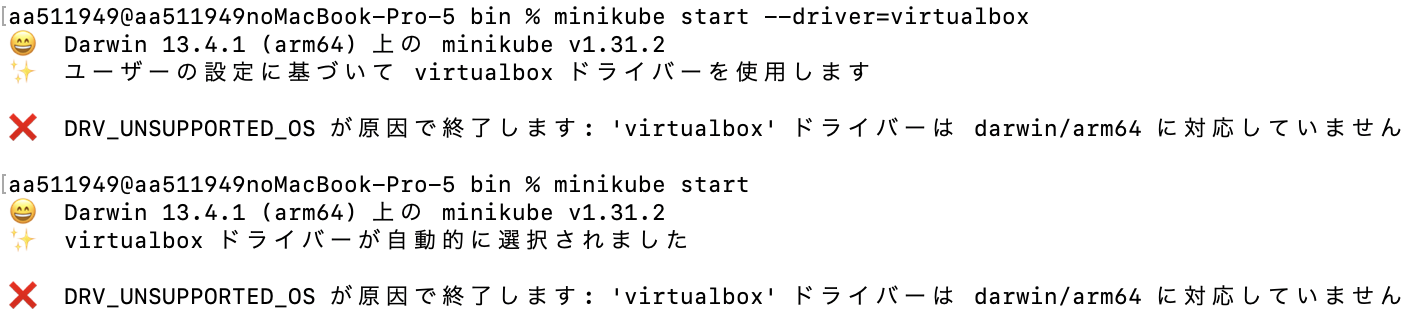 [aa511949@aa511949noMacBook-Pro-5 bin % minikube start --driver=virtualbox
😄 Darwin 13.4.1 (arm64) 上の minikube v1.31.2
✨ ユーザーの設定に基づいて virtualbox ドライバーを使用します
❌ DRV_UNSUPPORTED_OS が原因で終了します: 'virtualbox' ドライバーは darwin/arm64 に対応していません
[aa511949@aa511949noMacBook-Pro-5 bin % minikube start
😄 Darwin 13.4.1 (arm64) 上の minikube v1.31.2
✨ virtualbox ドライバーが自動的に選択されました
❌ DRV_UNSUPPORTED_OS が原因で終了します: 'virtualbox' ドライバーは darwin/arm64 に対応していません